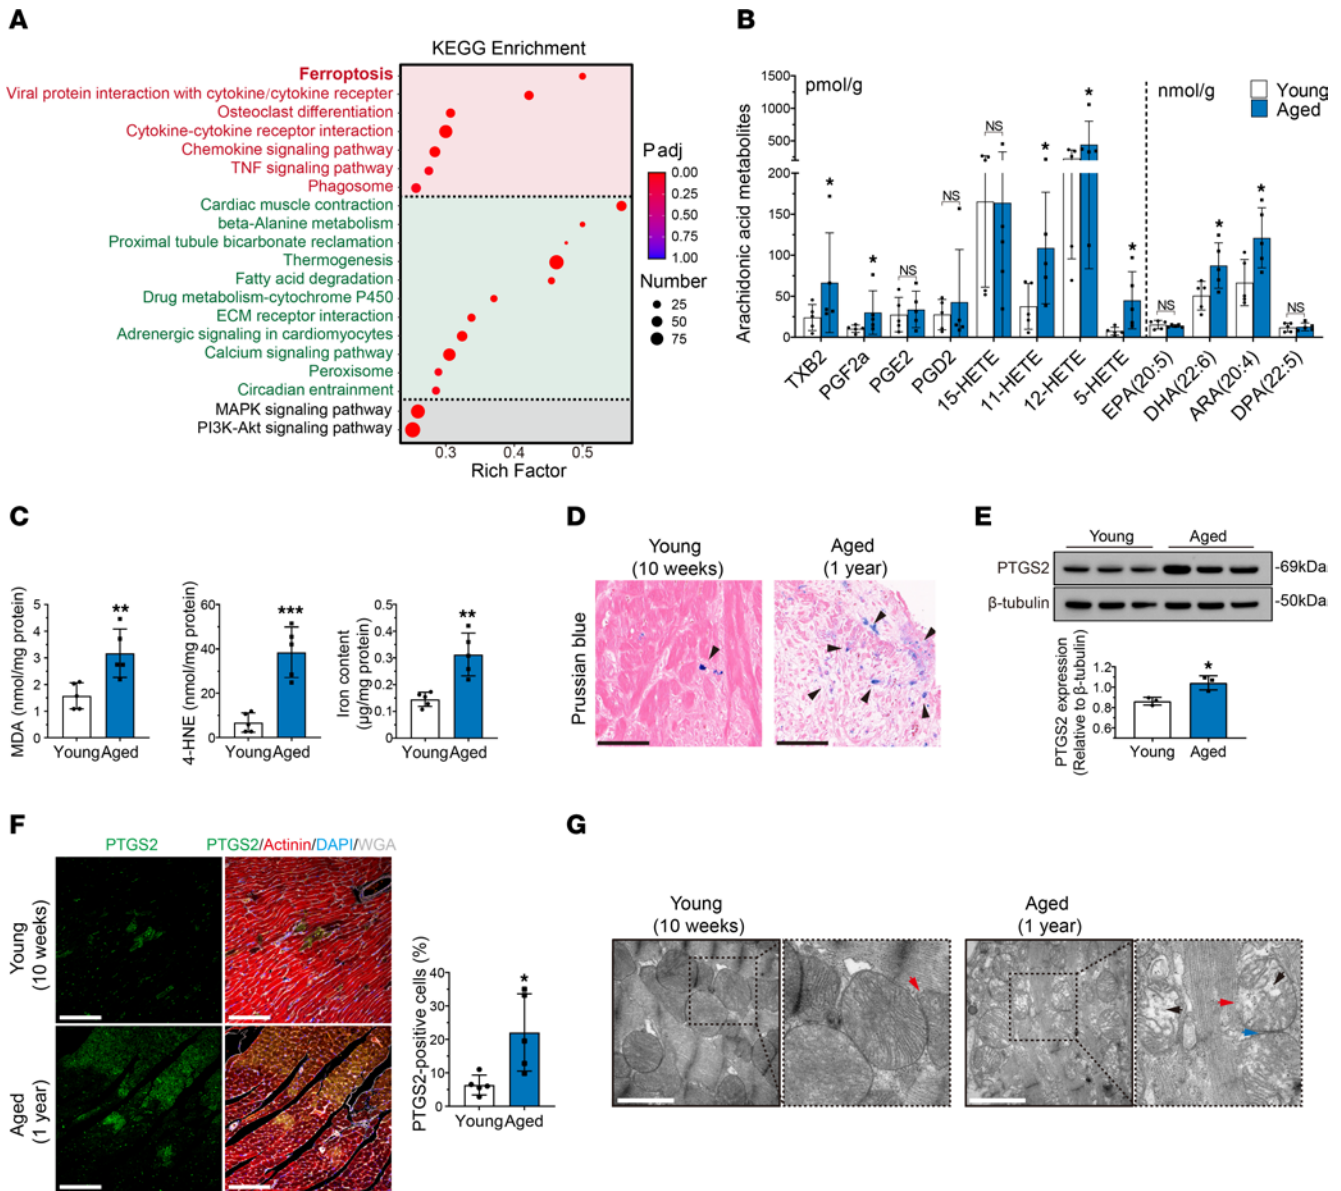 A
KEGG Enrichment
Ferroptosis
Viral protein interaction with cytokine/cytokine recepter
Osteoclast differentiation
Cytokine-cytokine receptor interaction
Chemokine signaling pathway
TNF signaling pathway
Phagosome
Cardiac muscle contraction
beta-Alanine metabolism
Proximal tubule bicarbonate reclamation
Thermogenesis
Fatty acid degradation
Drug metabolism-cytochrome P450
ECM receptor interaction
Adrenergic signaling in cardiomyocytes
Calcium signaling pathway
Peroxisome
Circadian entrainment
MAPK signaling pathway
PI3K-Akt signaling pathway
0.3 0.4 0.5
Rich Factor
P adj
0.00
0.25
0.50
0.75
1.00
Number
25
50
75
B
Arachidonic acid metabolites
1500
1000
500
200
150
100
50
0
pmol/g
nmol/g
Young
Aged
* * NS NS NS * * * NS * * NS
TXB2
PGF2a
PGE2
PGD2
15-HETE
11-HETE
12-HETE
5-HETE
EPA(20:5)
DHA(22:6)
ARA(20:4)
DPA(22:5)
C
MDA (nmol/mg protein)
5
4
3
2
1
0
**
Young Aged
4-HNE (nmol/mg protein)
60
40
20
0
***
Young Aged
Iron content
(μg/mg protein)
0.5
0.4
0.3
0.2
0.1
0.0
**
Young Aged
D
Young
(10 weeks)
Aged
(1 year)
Prussian blue
E
Young Aged
PTGS2
-69kDa
β-tubulin
-50kDa
PTGS2 expression
(Relative to β-tubulin)
1.2
1.0
0.8
0.6
*
Young
Aged
F
PTGS2
PTGS2/Actinin/DAPI/WGA
Young
(10 weeks)
Aged
(1 year)
PTGS2-positive cells (%)
40
30
20
10
0
*
Young Aged
G
Young
(10 weeks)
Aged
(1 year)